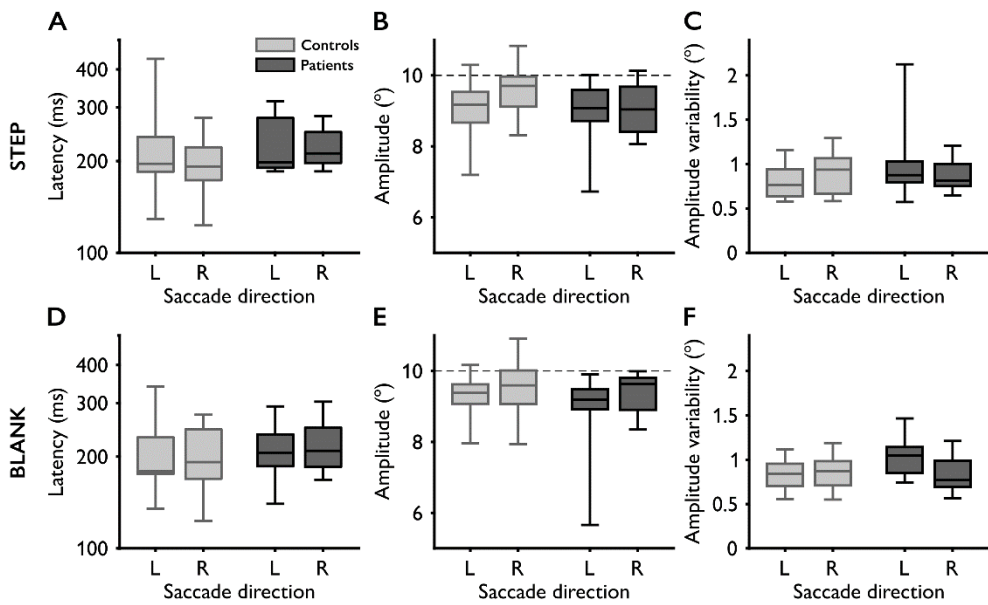 A
B
C
Controls
Patients
STEP
Latency (ms)
400
300
200
100
L R L R
Saccade direction
Amplitude (°)
10
8
6
L R L R
Saccade direction
Amplitude variability (°)
2
1.5
1
0.5
0
L R L R
Saccade direction
D
E
F
BLANK
Latency (ms)
400
300
200
100
L R L R
Saccade direction
Amplitude (°)
10
8
6
L R L R
Saccade direction
Amplitude variability (°)
2
1.5
1
0.5
0
L R L R
Saccade direction